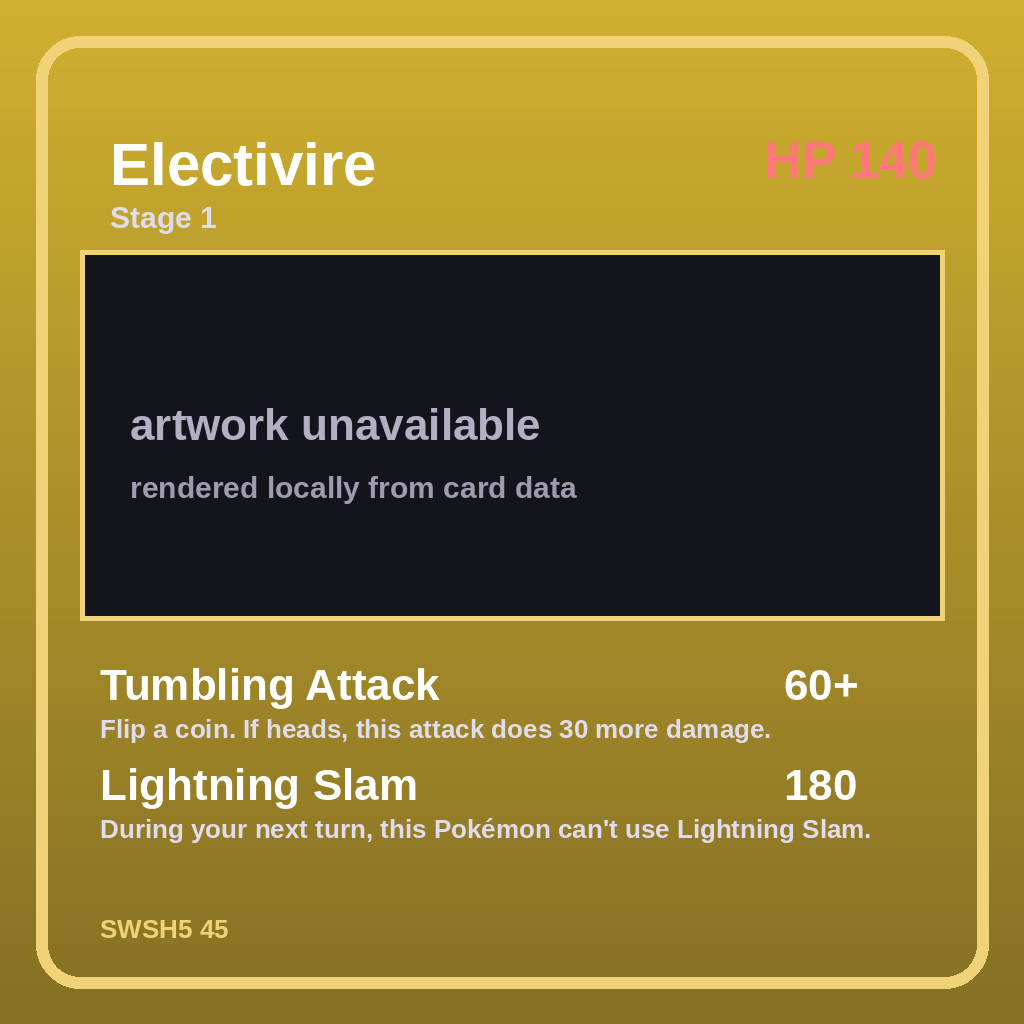 Electivire
HP 140
Stage 1
artwork unavailable
rendered locally from card data
Tumbling Attack 60+
Flip a coin. If heads, this attack does 30 more damage.
Lightning Slam 180
During your next turn, this Pokémon can't use Lightning Slam.
SWSH5 45